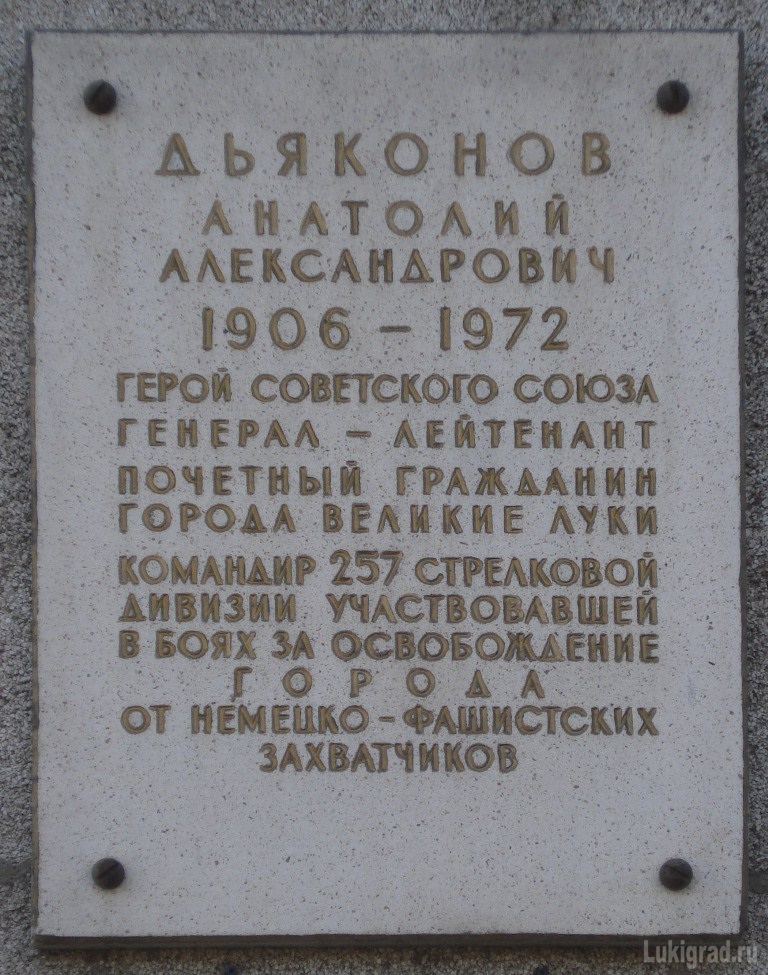 ДЬЯКОНОВ
АНАТОЛИЙ
АЛЕКСАНДРОВИЧ
1906 – 1972
ГЕРОЙ СОВЕТСКОГО СОЮЗА
ГЕНЕРАЛ – ЛЕЙТЕНАНТ
ПОЧЕТНЫЙ ГРАЖДАНИН
ГОРОДА ВЕЛИКИЕ ЛУКИ
КОМАНДИР 257 СТРЕЛКОВОЙ
ДИВИЗИИ УЧАСТВОВАВШЕЙ
В БОЯХ ЗА ОСВОБОЖДЕНИЕ
ГОРОДА
ОТ НЕМЕЦКО – ФАШИСТСКИХ
ЗАХВАТЧИКОВ
Lukigrad.ru